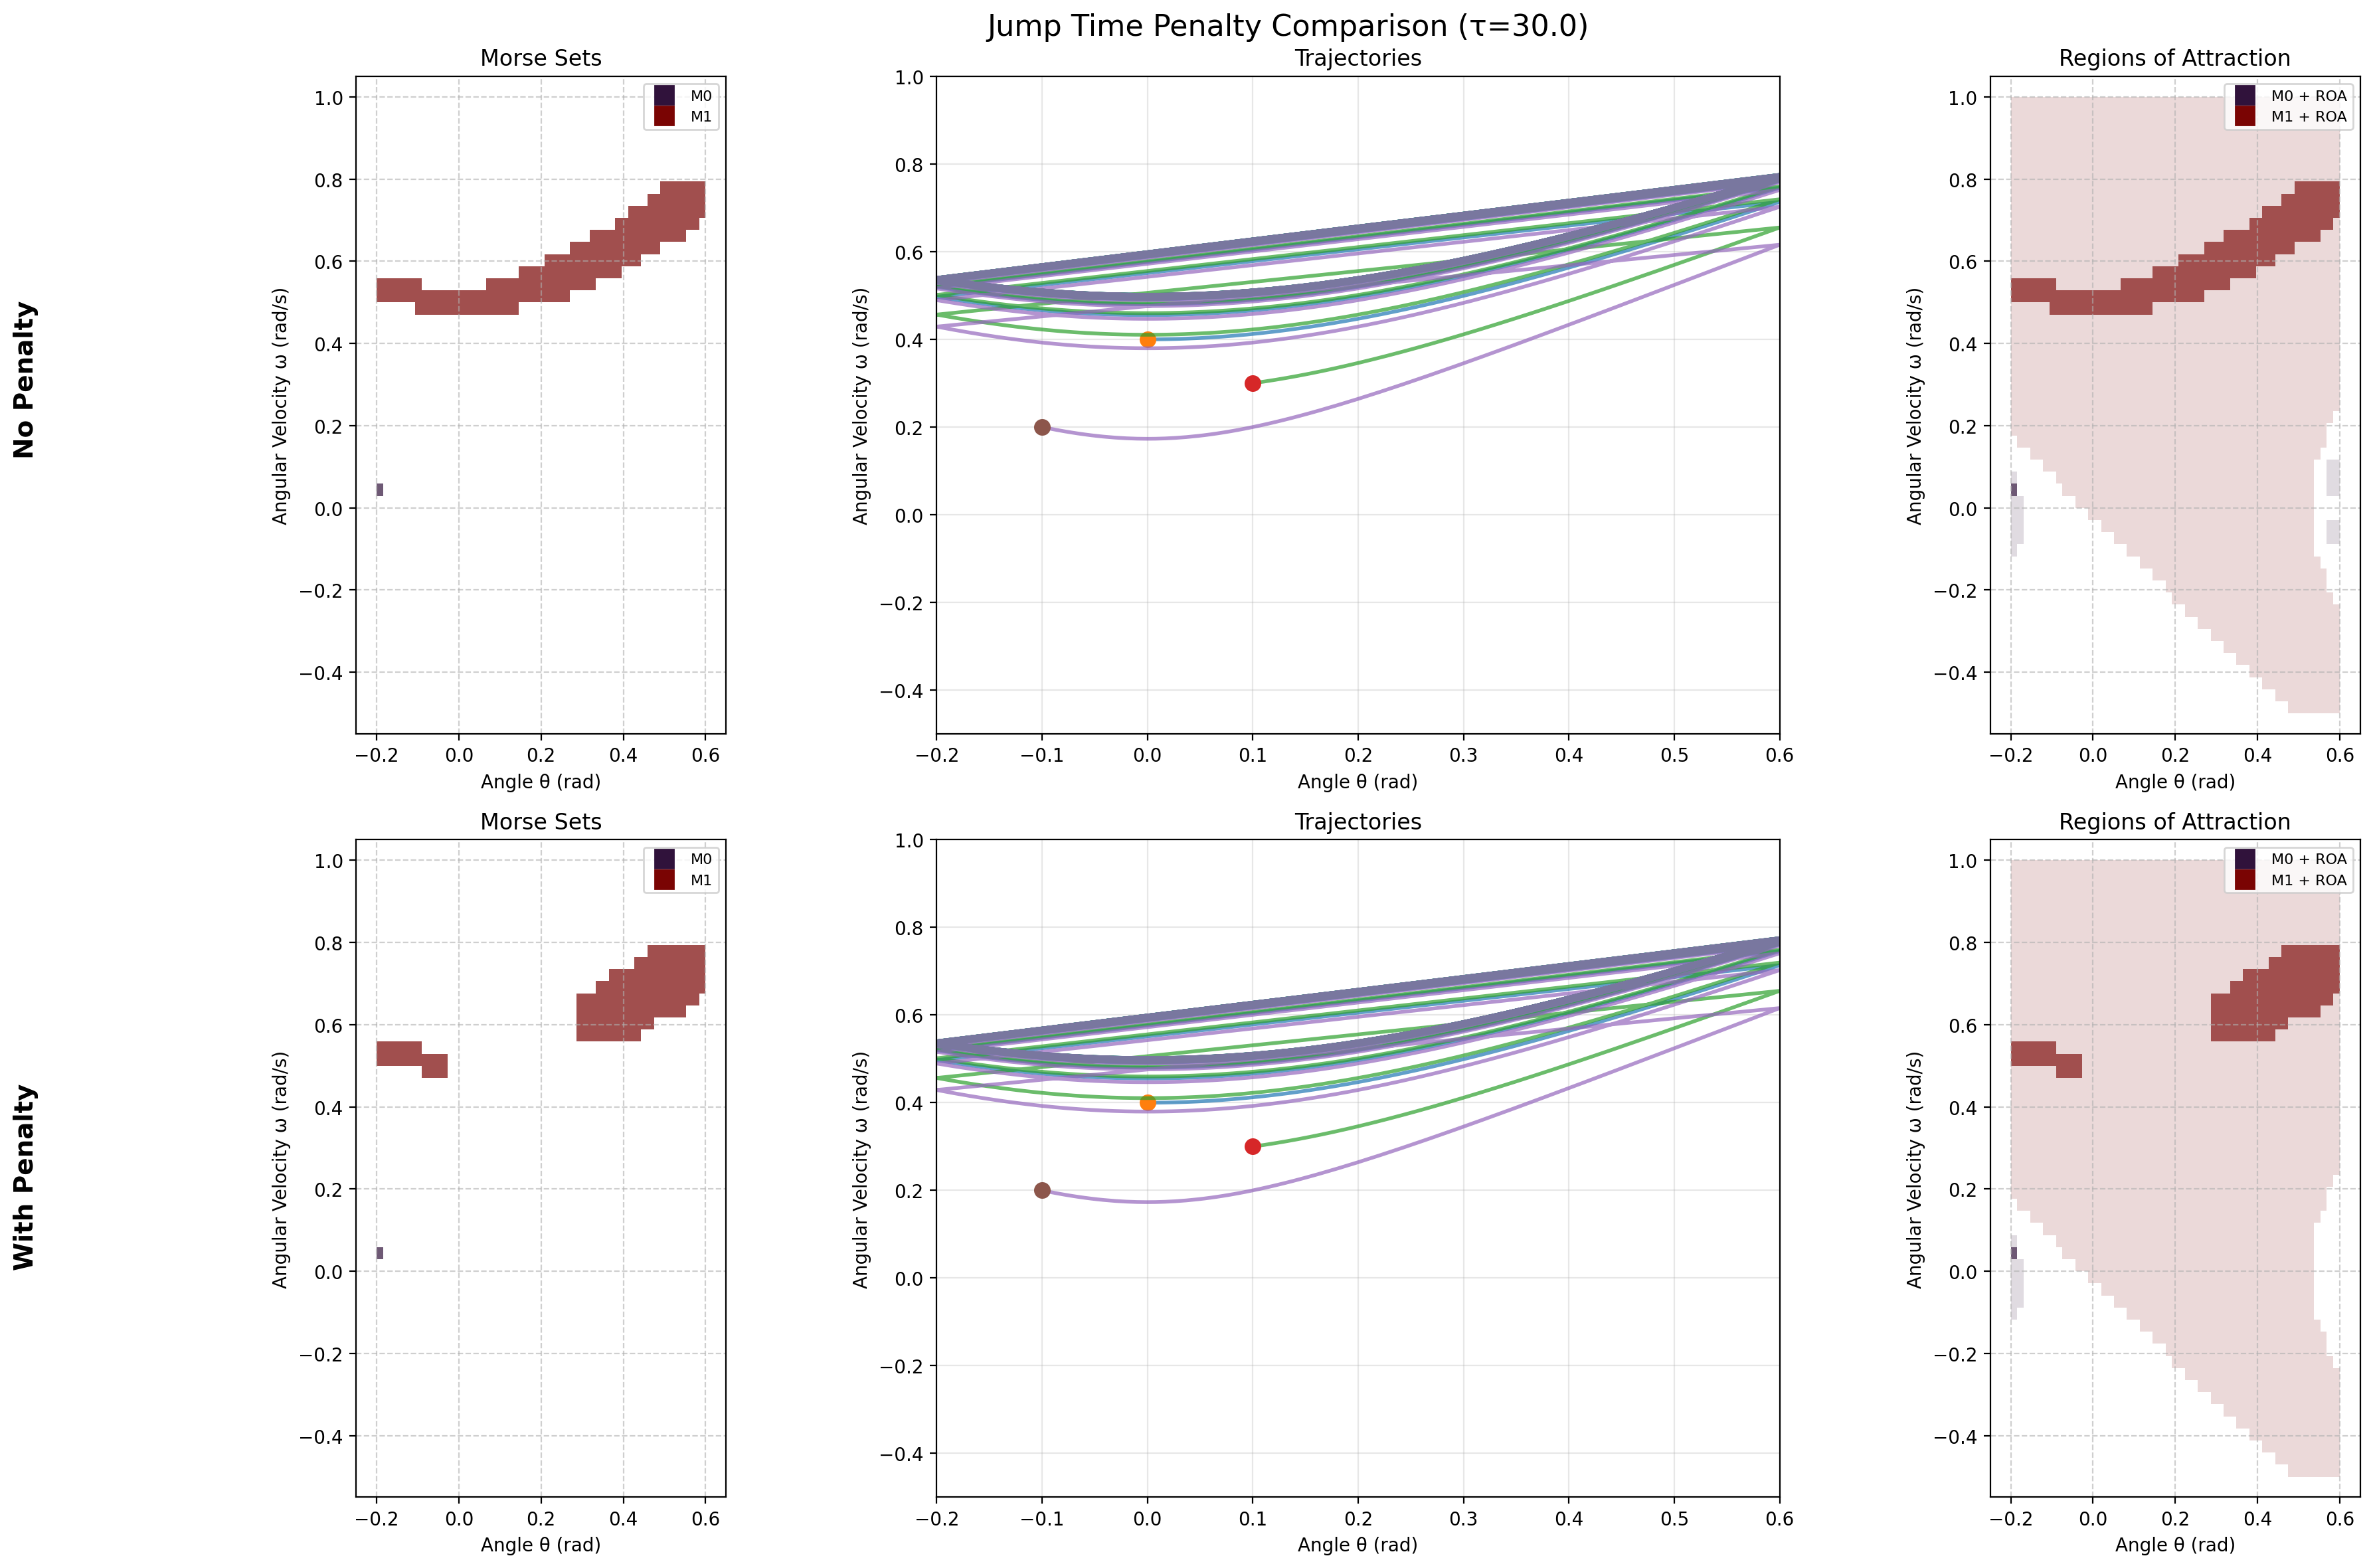 Jump Time Penalty Comparison (τ=30.0)
No Penalty
Morse Sets
M0
M1
Angular Velocity ω (rad/s)
1.0
0.8
0.6
0.4
0.2
0.0
−0.2
−0.4
−0.2 0.0 0.2 0.4 0.6
Angle θ (rad)
Trajectories
Angular Velocity ω (rad/s)
1.0
0.8
0.6
0.4
0.2
0.0
−0.2
−0.4
−0.2 −0.1 0.0 0.1 0.2 0.3 0.4 0.5 0.6
Angle θ (rad)
Regions of Attraction
M0 + ROA
M1 + ROA
Angular Velocity ω (rad/s)
1.0
0.8
0.6
0.4
0.2
0.0
−0.2
−0.4
−0.2 0.0 0.2 0.4 0.6
Angle θ (rad)
With Penalty
Morse Sets
M0
M1
Angular Velocity ω (rad/s)
1.0
0.8
0.6
0.4
0.2
0.0
−0.2
−0.4
−0.2 0.0 0.2 0.4 0.6
Angle θ (rad)
Trajectories
Angular Velocity ω (rad/s)
1.0
0.8
0.6
0.4
0.2
0.0
−0.2
−0.4
−0.2 −0.1 0.0 0.1 0.2 0.3 0.4 0.5 0.6
Angle θ (rad)
Regions of Attraction
M0 + ROA
M1 + ROA
Angular Velocity ω (rad/s)
1.0
0.8
0.6
0.4
0.2
0.0
−0.2
−0.4
−0.2 0.0 0.2 0.4 0.6
Angle θ (rad)